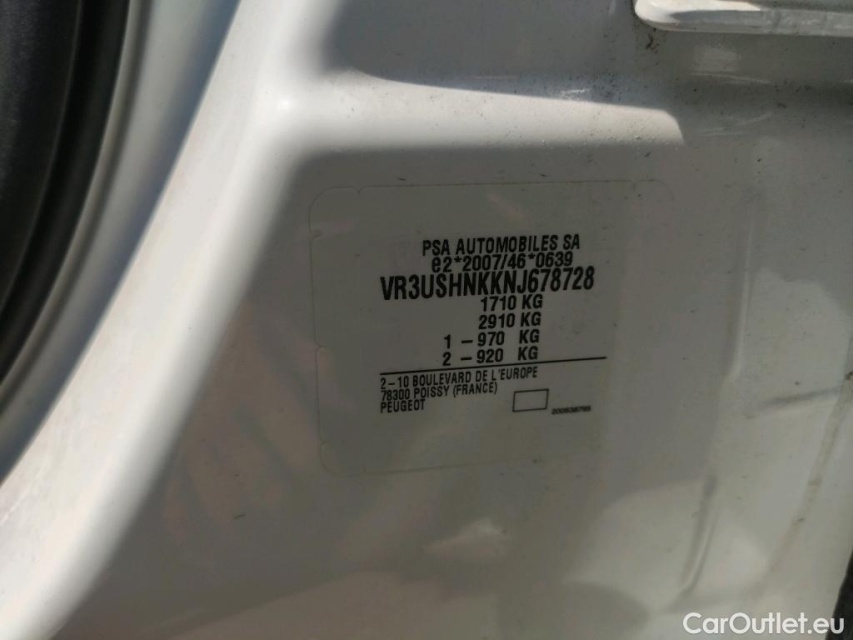 PSA AUTOMOBILES SA
e2*2007/46*0639
VR3USHNKKNJ678728
1710 KG
2910 KG
1 - 970 KG
2 - 920 KG
2-10 BOULEVARD DE L'EUROPE
78300 POISSY (FRANCE)
PEUGEOT
CarOutlet.eu